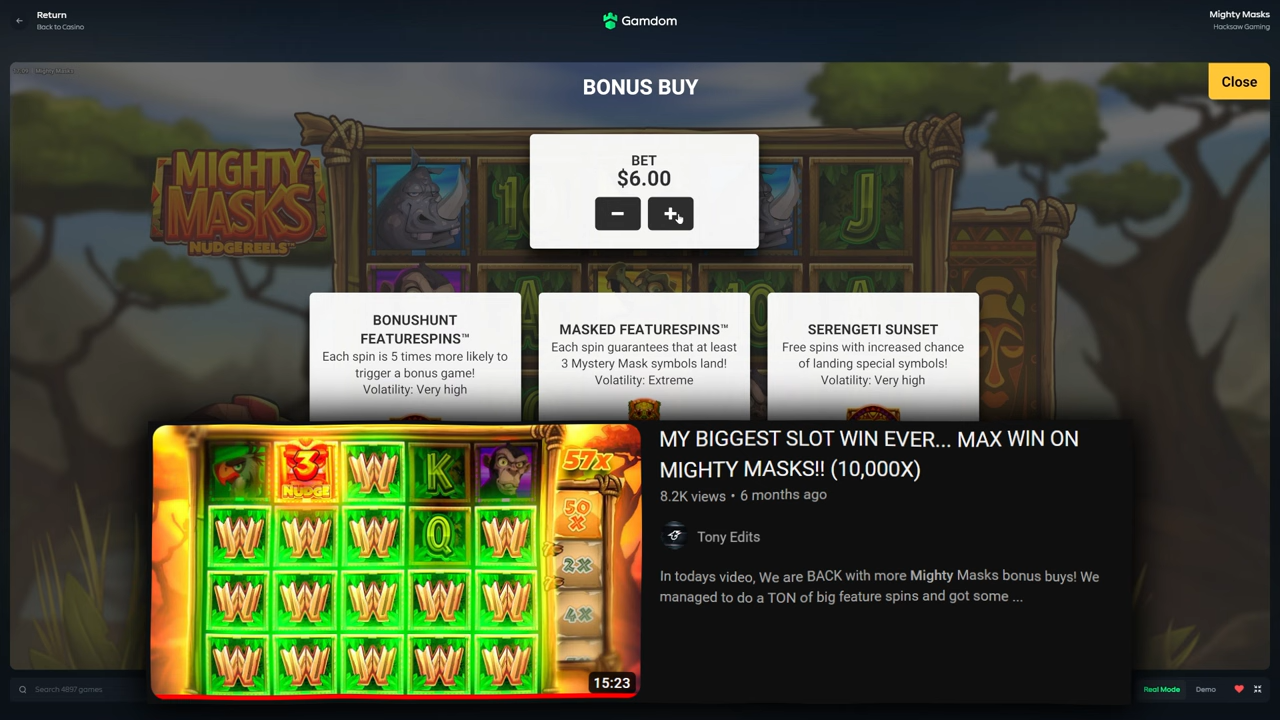 Return
Back to Casino
Gamdom
Mighty Masks
Hacksaw Gaming
Mighty Masks
BONUS BUY
Close
BET
$6.00
MIGHTY
MASKS
NUDGEREELS
10
J
BONUSHUNT
FEATURESPINS™
Each spin is 5 times more likely to
trigger a bonus game!
Volatility: Very high
MASKED FEATURESPINS™
Each spin guarantees that at least
3 Mystery Mask symbols land!
Volatility: Extreme
SERENGETI SUNSET
Free spins with increased chance
of landing special symbols!
Volatility: Very high
3
NUDGE
W
K
57X
50
X
W W W Q W
2X
W W W W W
4X
W W W W W
15:23
MY BIGGEST SLOT WIN EVER... MAX WIN ON
MIGHTY MASKS!! (10,000X)
8.2K views • 6 months ago
Tony Edits
In todays video, We are BACK with more Mighty Masks bonus buys! We
managed to do a TON of big feature spins and got some ...
Search 4897 games
Real Mode
Demo